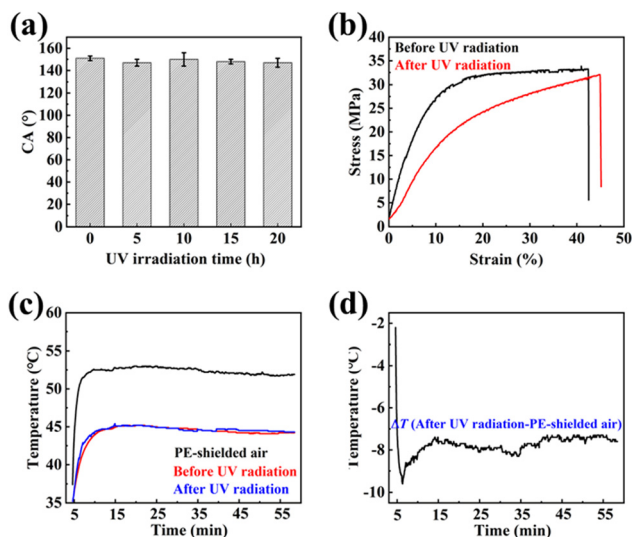 (a)
160
140
120
100
80
60
40
20
0
CA (°)
0 5 10 15 20
UV irradiation time (h)
(b)
40
35
30
25
20
15
10
5
0
Stress (MPa)
Before UV radiation
After UV radiation
0 10 20 30 40 50
Strain (%)
(c)
60
55
50
45
40
35
Temperature (°C)
PE-shielded air
Before UV radiation
After UV radiation
5 15 25 35 45 55
Time (min)
(d)
-2
-4
-6
-8
-10
Temperature (°C)
ΔT (After UV radiation-PE-shielded air)
5 15 25 35 45 55
Time (min)